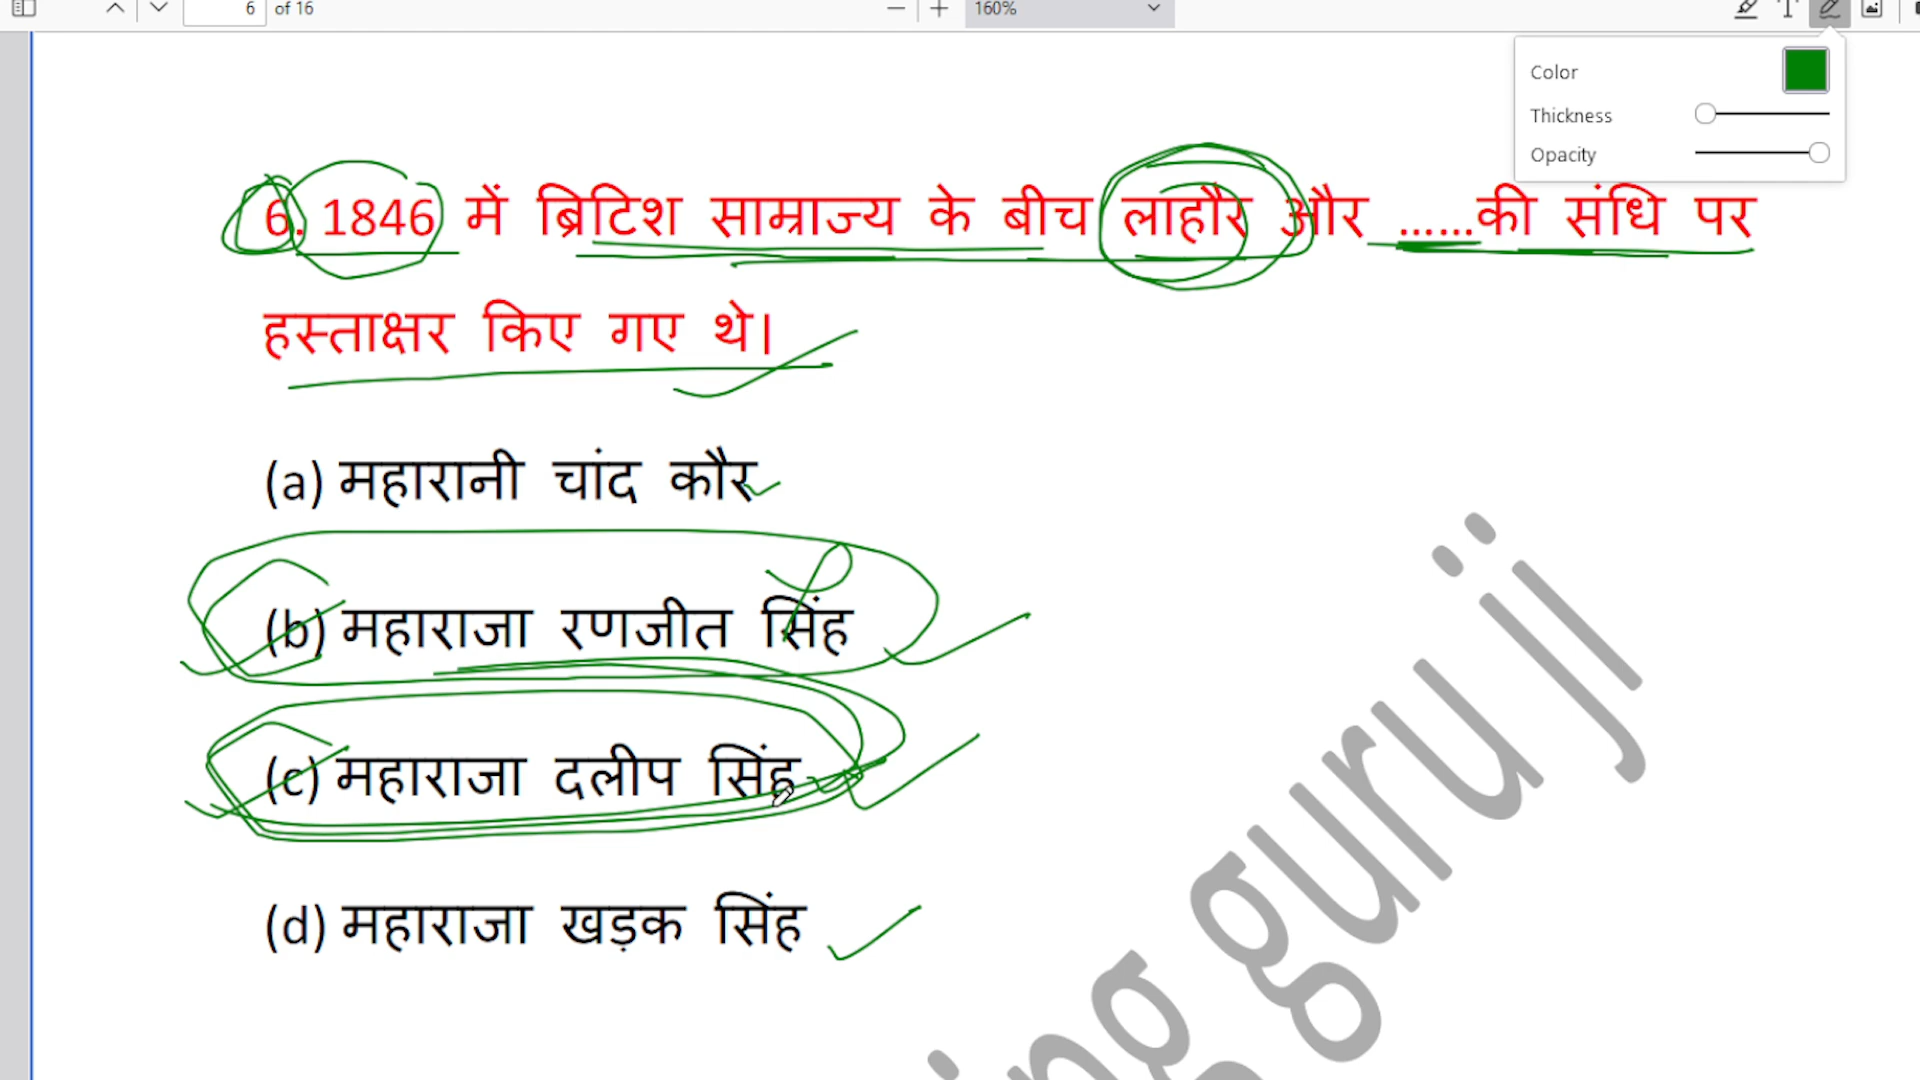 6 of 16
160%
Color
Thickness
Opacity
6. 1846 में ब्रिटिश साम्राज्य के बीच लाहौर और ......की संधि पर
हस्ताक्षर किए गए थे।
(a) महारानी चांद कौर
(b) महाराजा रणजीत सिंह
(c) महाराजा दलीप सिंह
(d) महाराजा खड़क सिंह
ing guru ji